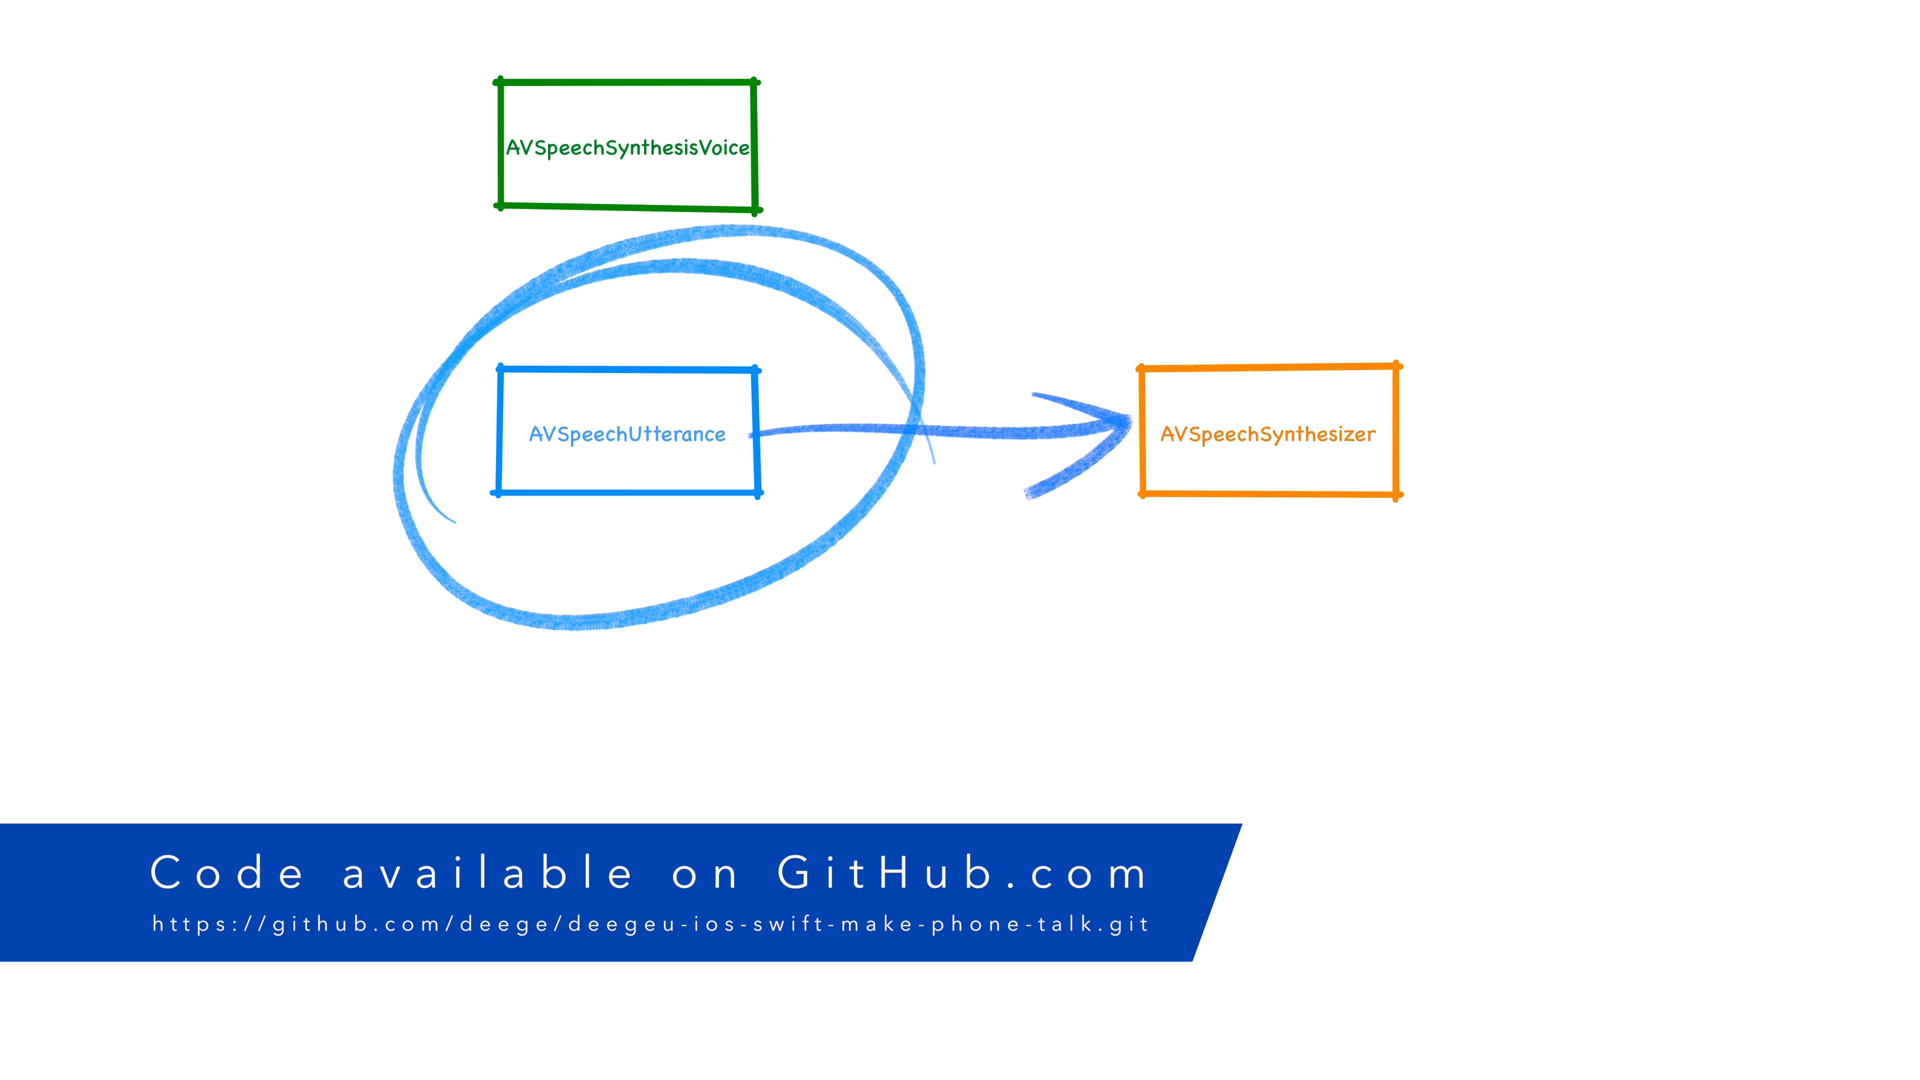 AVSpeechSynthesisVoice
AVSpeechUtterance
AVSpeechSynthesizer
Code available on GitHub.com
https://github.com/deege/deegeu-ios-swift-make-phone-talk.git